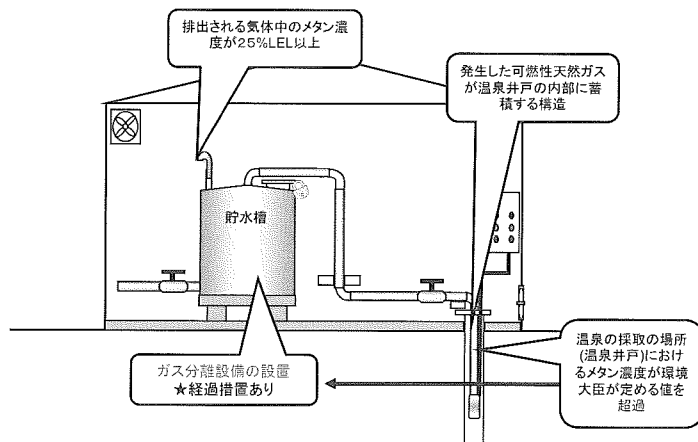 排出される気体中のメタン濃
度が25%LEL以上
発生した可燃性天然ガス
が温泉井戸の内部に蓄
積する構造
貯水槽
ガス分離設備の設置
★経過措置あり
温泉の採取の場所
(温泉井戸)におけ
るメタン濃度が環境
大臣が定める値を
超過